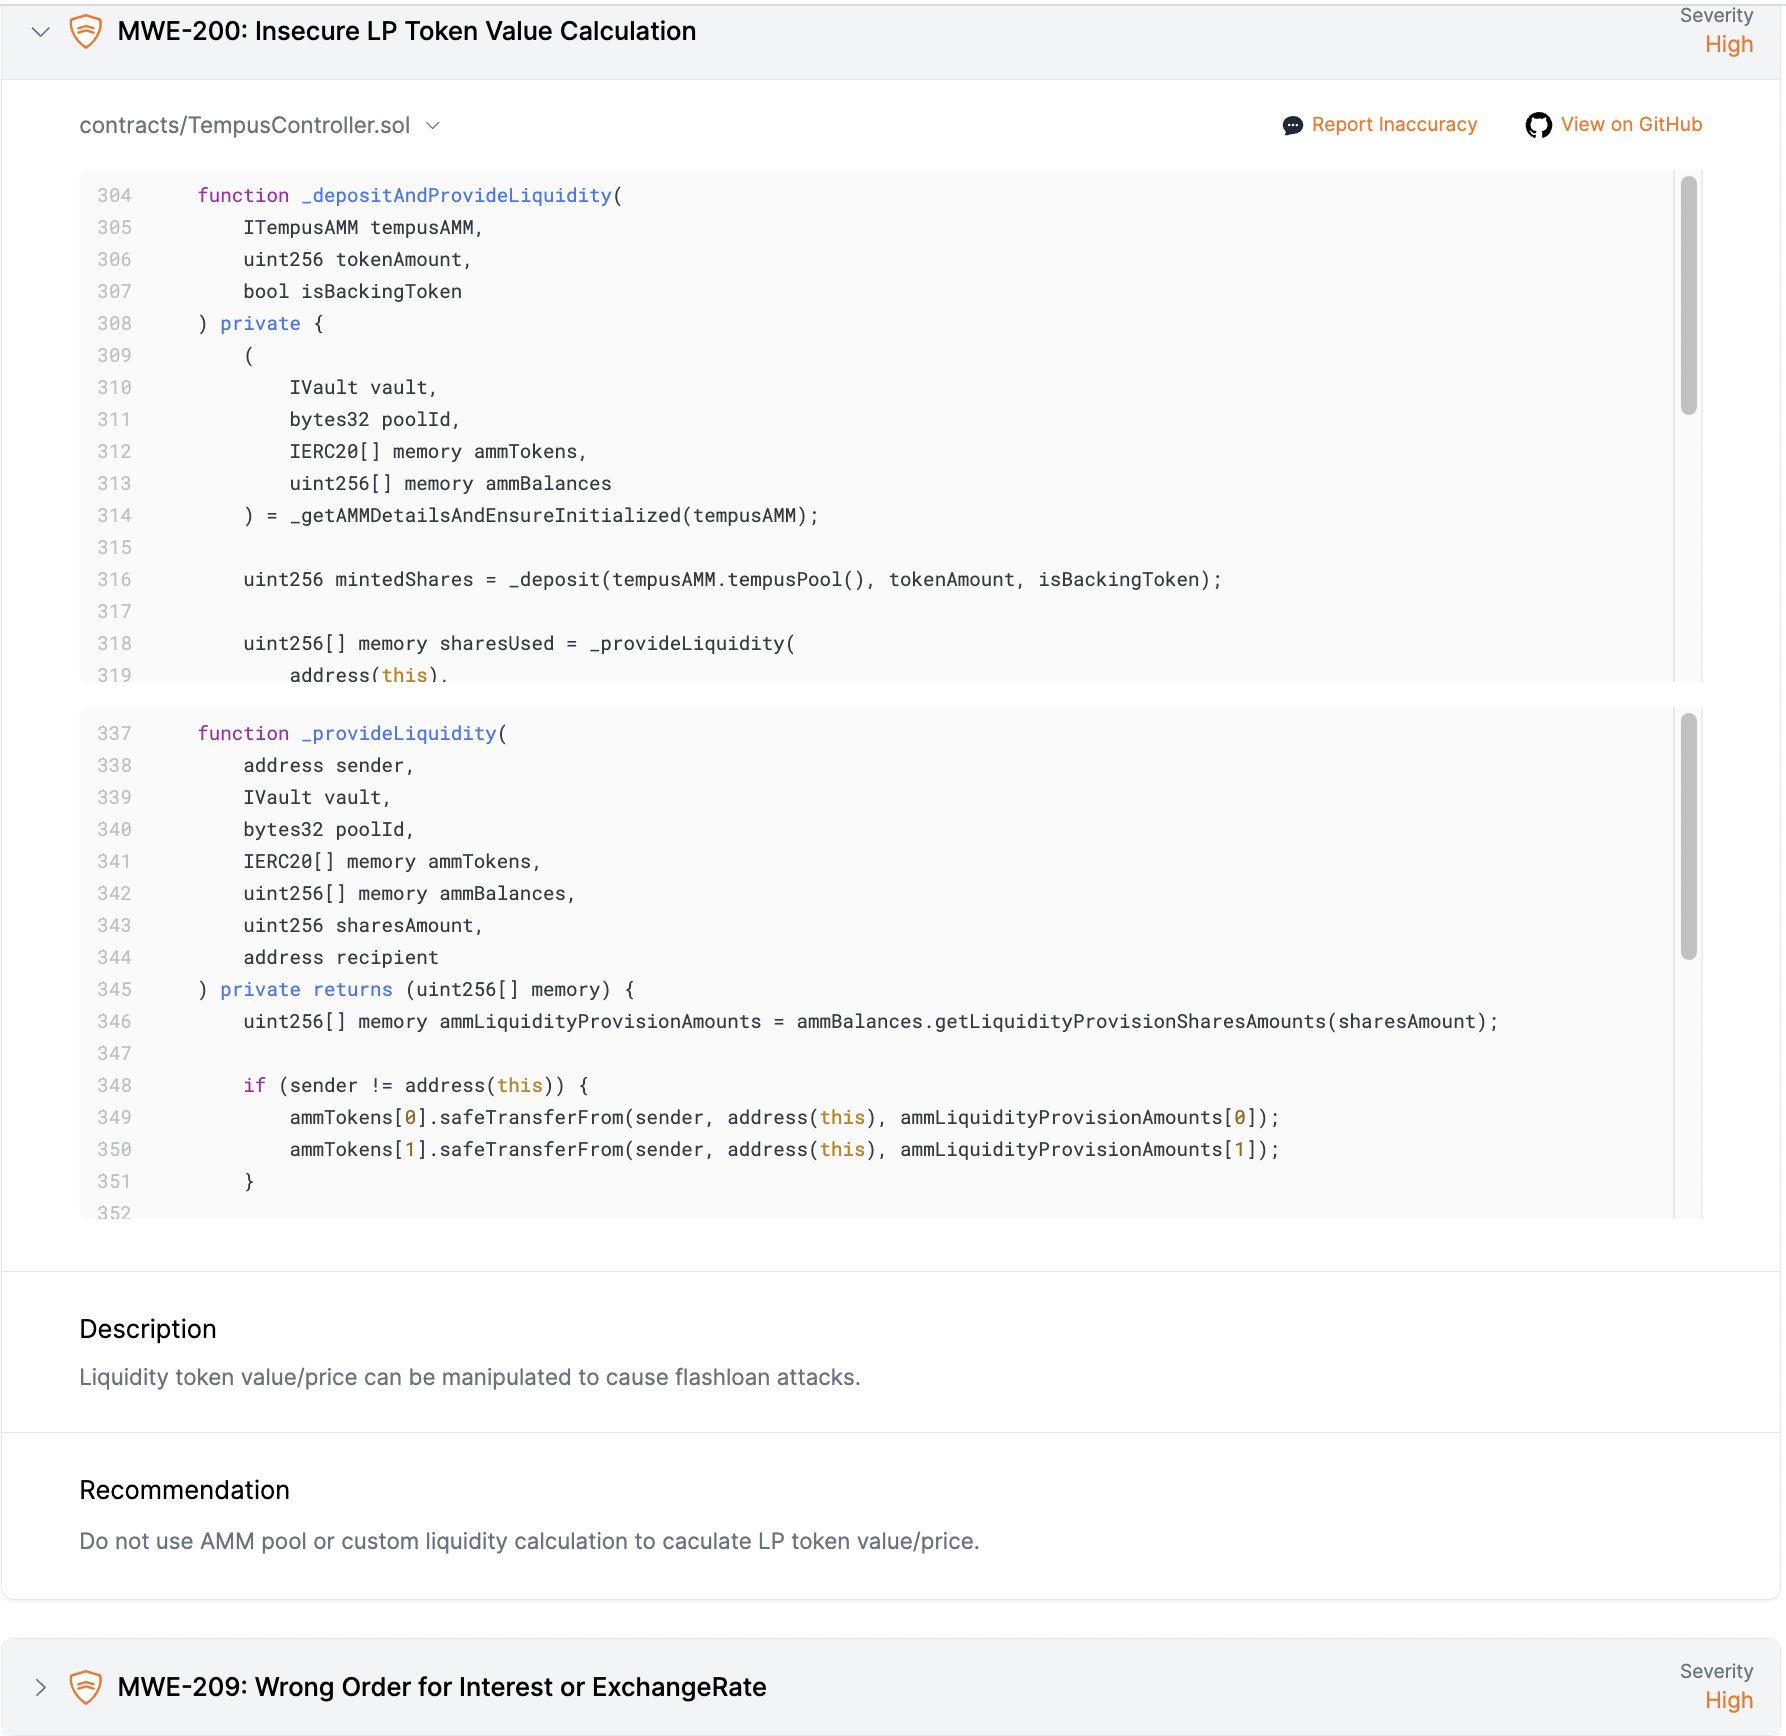 MWE-200: Insecure LP Token Value Calculation
Severity
High
contracts/TempusController.sol
Report Inaccuracy
View on GitHub
304 function _depositAndProvideLiquidity(
305 ITempusAMM tempusAMM,
306 uint256 tokenAmount,
307 bool isBackingToken
308 ) private {
309 (
310 IVault vault,
311 bytes32 poolId,
312 IERC20[] memory ammTokens,
313 uint256[] memory ammBalances
314 ) = _getAMMDetailsAndEnsureInitialized(tempusAMM);
315
316 uint256 mintedShares = _deposit(tempusAMM.tempusPool(), tokenAmount, isBackingToken);
317
318 uint256[] memory sharesUsed = _provideLiquidity(
319 address(this),
337 function _provideLiquidity(
338 address sender,
339 IVault vault,
340 bytes32 poolId,
341 IERC20[] memory ammTokens,
342 uint256[] memory ammBalances,
343 uint256 sharesAmount,
344 address recipient
345 ) private returns (uint256[] memory) {
346 uint256[] memory ammLiquidityProvisionAmounts = ammBalances.getLiquidityProvisionSharesAmounts(sharesAmount);
347
348 if (sender != address(this)) {
349 ammTokens[0].safeTransferFrom(sender, address(this), ammLiquidityProvisionAmounts[0]);
350 ammTokens[1].safeTransferFrom(sender, address(this), ammLiquidityProvisionAmounts[1]);
351 }
352
Description
Liquidity token value/price can be manipulated to cause flashloan attacks.
Recommendation
Do not use AMM pool or custom liquidity calculation to caculate LP token value/price.
MWE-209: Wrong Order for Interest or ExchangeRate
Severity
High